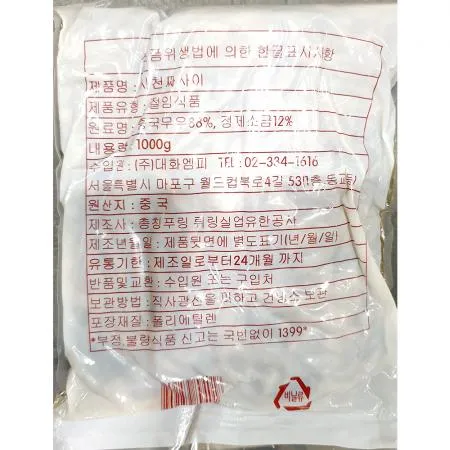 식품위생법에 의한 한글표시사항
제품명 : 사천짜사이
제품유형 : 절임식품
원료명 : 중국무우88%, 정제소금12%
내용량 : 1000g
수입원 : (주)대화엠피 TEL : 02-334-1616
서울특별시 마포구 월드컵북로4길 53(1층 동교동)
원산지 : 중 국
제조사 : 충칭푸링 튀링실업유한공사
제조년월일 : 제품뒷면에 별도표기(년/월/일)
유통기한 : 제조일로부터24개월 까지
반품및교환 : 수입원 또는 구입처
보관방법 : 직사광선을 피하고 건냉소 보관
포장재질 : 폴리에틸렌
*부정,불량식품 신고는 국번없이 1399*
비닐류